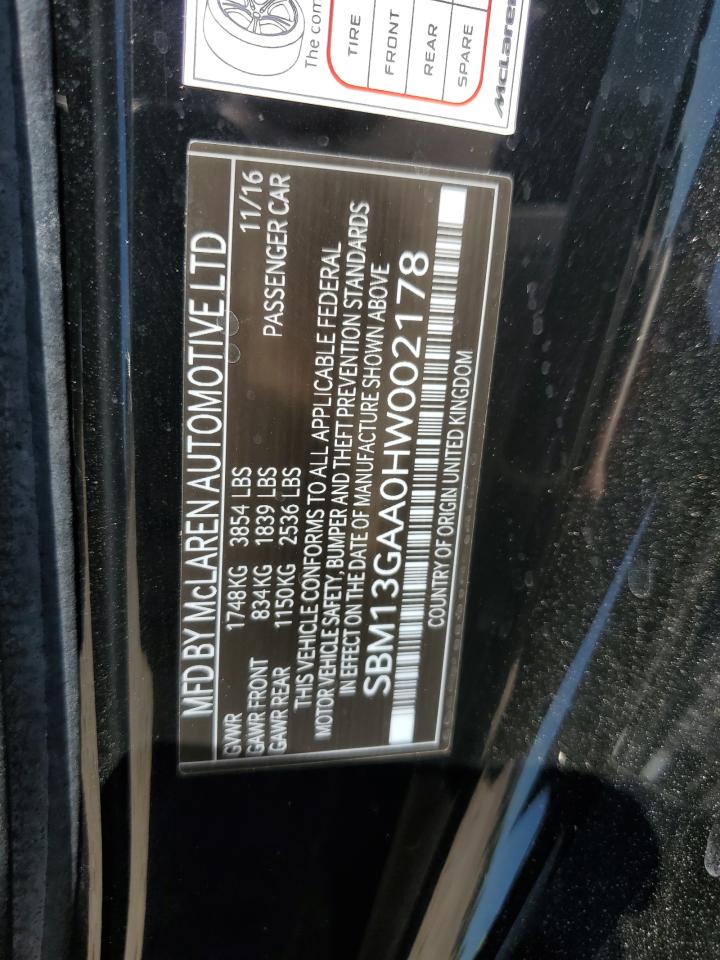 MFD BY McLAREN AUTOMOTIVE LTD
GVWR 1748KG 3854 LBS 11/16
GAWR FRONT 834KG 1839 LBS PASSENGER CAR
GAWR REAR 1150KG 2536 LBS
THIS VEHICLE CONFORMS TO ALL APPLICABLE FEDERAL
MOTOR VEHICLE SAFETY, BUMPER AND THEFT PREVENTION STANDARDS
IN EFFECT ON THE DATE OF MANUFACTURE SHOWN ABOVE
SBM13GAA0HW002178
COUNTRY OF ORIGIN UNITED KINGDOM
The com
TIRE
FRONT
REAR
SPARE
McLaren